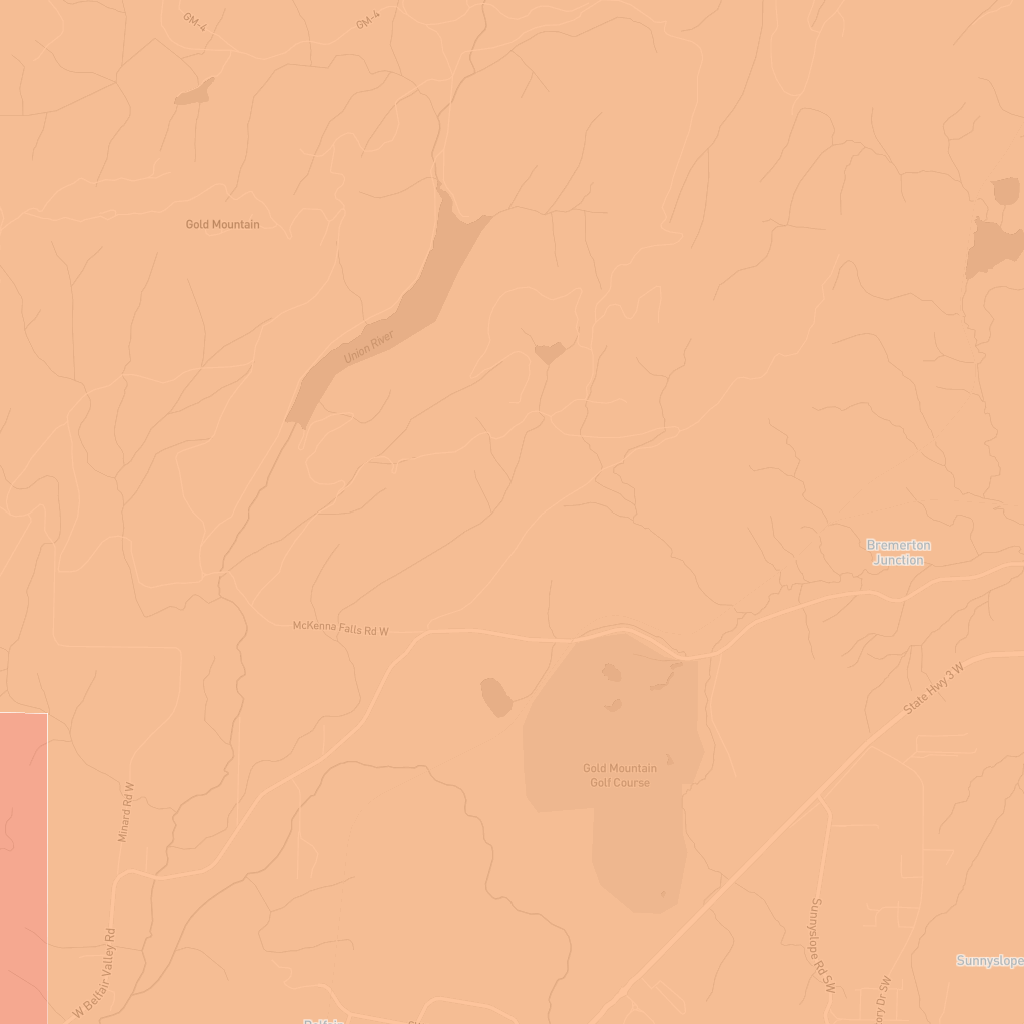 GM-4
GM-4
Gold Mountain
Union River
Bremerton
Junction
McKenna Falls Rd W
State Hwy 3 W
Gold Mountain
Golf Course
Minard Rd W
W Belfair Valley Rd
Sunnyslope Rd SW
Sunnyslope
ory Dr SW